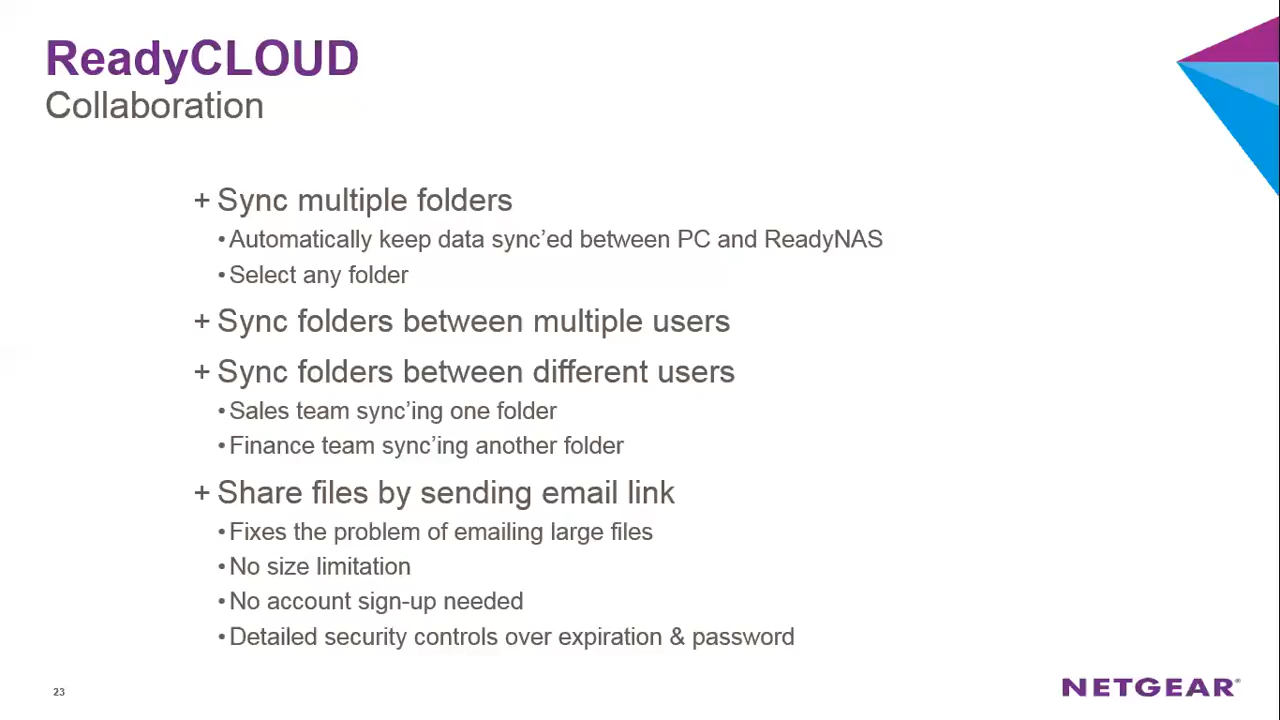 ReadyCLOUD
Collaboration
+ Sync multiple folders
• Automatically keep data sync’ed between PC and ReadyNAS
• Select any folder
+ Sync folders between multiple users
+ Sync folders between different users
• Sales team sync’ing one folder
• Finance team sync’ing another folder
+ Share files by sending email link
• Fixes the problem of emailing large files
• No size limitation
• No account sign-up needed
• Detailed security controls over expiration & password
23
NETGEAR®